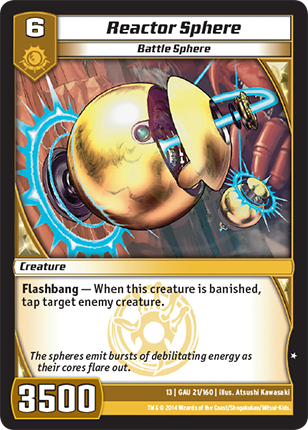 6
Reactor Sphere
Battle Sphere
Creature
Flashbang — When this creature is banished,
tap target enemy creature.
The spheres emit bursts of debilitating energy as
their cores flare out.
3500
13 | GAU 21/160 | Illus. Atsushi Kawasaki
TM & © 2014 Wizards of the Coast/Shogakukan/Mitsui-Kids.